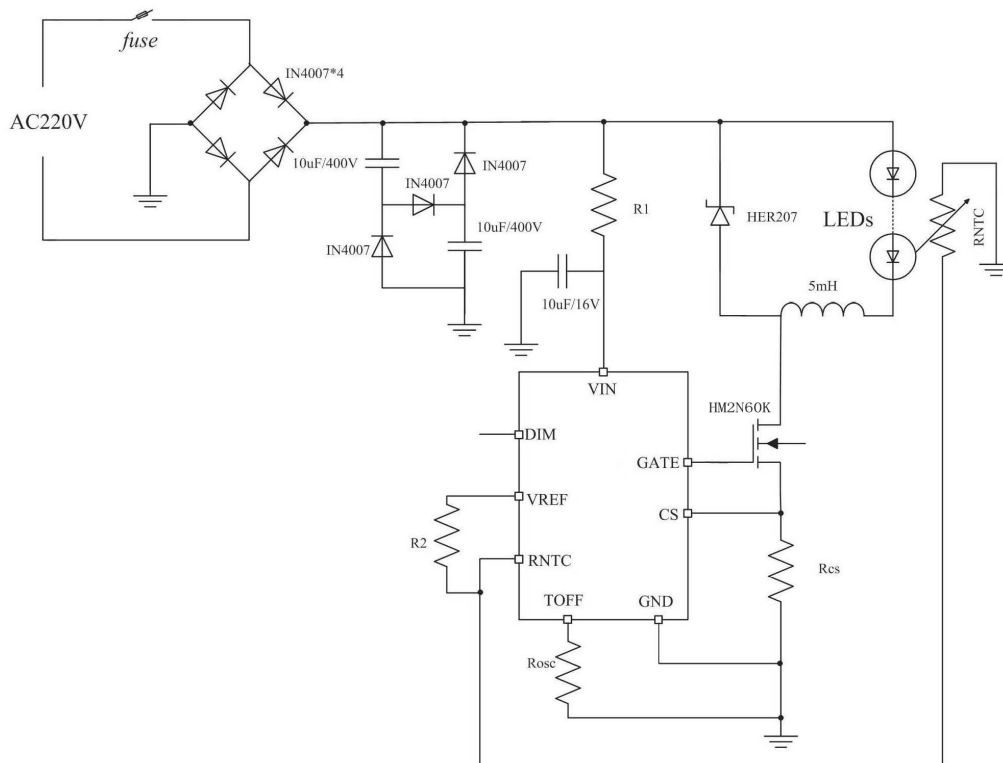 fuse
IN4007*4
AC220V
10uF/400V
IN4007
IN4007
10uF/400V
IN4007
R1
HER207
LEDs
RNTC
10uF/16V
5mH
VIN
HM2N60K
DIM
GATE
VREF
CS
R2
RNTC
Rcs
TOFF
GND
Rosc